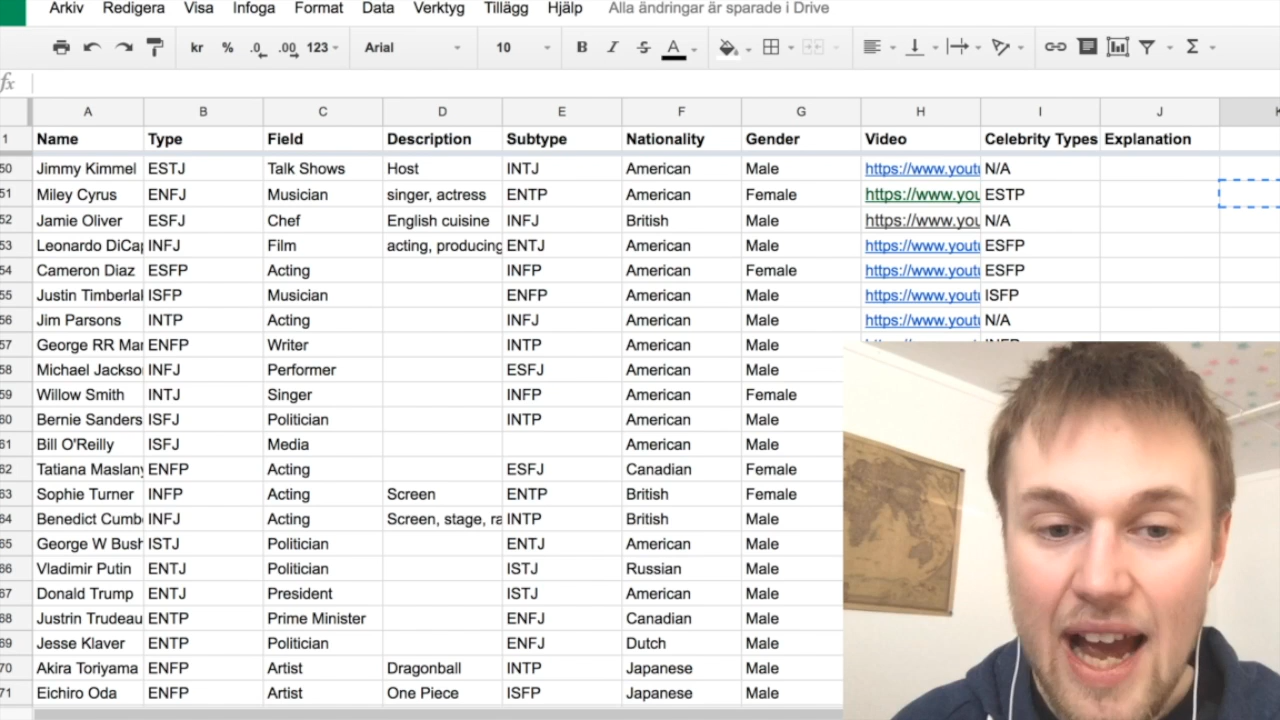 Arkiv Redigera Visa Infoga Format Data Verktyg Tillägg Hjälp Alla ändringar är sparade i Drive
kr % .0 .00 123 Arial 10 B I S A Σ
fx
A B C D E F G H I J K
1 Name Type Field Description Subtype Nationality Gender Video Celebrity Types Explanation
50 Jimmy Kimmel ESTJ Talk Shows Host INTJ American Male https://www.youtu N/A
51 Miley Cyrus ENFJ Musician singer, actress ENTP American Female https://www.you ESTP
52 Jamie Oliver ESFJ Chef English cuisine INFJ British Male https://www.you N/A
53 Leonardo DiCap INFJ Film acting, producing ENTJ American Male https://www.youtu ESFP
54 Cameron Diaz ESFP Acting INFP American Female https://www.youtu ESFP
55 Justin Timberlak ISFP Musician ENFP American Male https://www.youtu ISFP
56 Jim Parsons INTP Acting INFJ American Male https://www.youtu N/A
57 George RR Mar ENFP Writer INTP American Male
58 Michael Jackso INFJ Performer ESFJ American Male
59 Willow Smith INTJ Singer INFP American Female
60 Bernie Sanders ISFJ Politician INTP American Male
61 Bill O'Reilly ISFJ Media American Male
62 Tatiana Maslany ENFP Acting ESFJ Canadian Female
63 Sophie Turner INFP Acting Screen ENTP British Female
64 Benedict Cumb INFJ Acting Screen, stage, ra INTP British Male
65 George W Bush ISTJ Politician ENTJ American Male
66 Vladimir Putin ENTJ Politician ISTJ Russian Male
67 Donald Trump ENTJ President ISTJ American Male
68 Justrin Trudeau ENTP Prime Minister ENFJ Canadian Male
69 Jesse Klaver ENTP Politician ENFJ Dutch Male
70 Akira Toriyama ENFP Artist Dragonball INTP Japanese Male
71 Eichiro Oda ENFP Artist One Piece ISFP Japanese Male